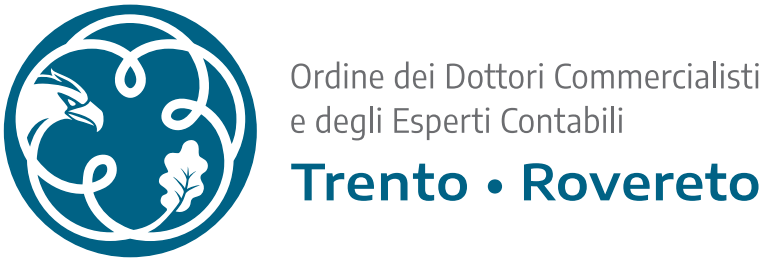 Ordine dei Dottori Commercialisti
e degli Esperti Contabili
Trento • Rovereto